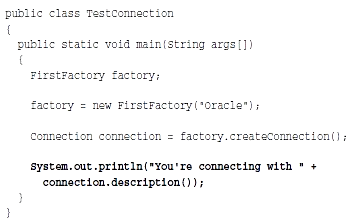 public class TestConnection
{
  public static void main(String args[])
  {
    FirstFactory factory;
    factory = new FirstFactory("Oracle");
    Connection connection = factory.createConnection();
    System.out.println("You're connecting with " +
      connection.description());
  }
}